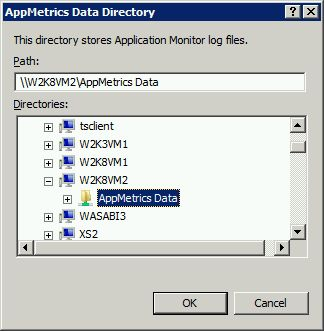 AppMetrics Data Directory
This directory stores Application Monitor log files.
Path:
\\W2K8VM2\AppMetrics Data
Directories:
tsclient
W2K3VM1
W2K8VM1
W2K8VM2
AppMetrics Data
WASABI3
XS2
OK Cancel